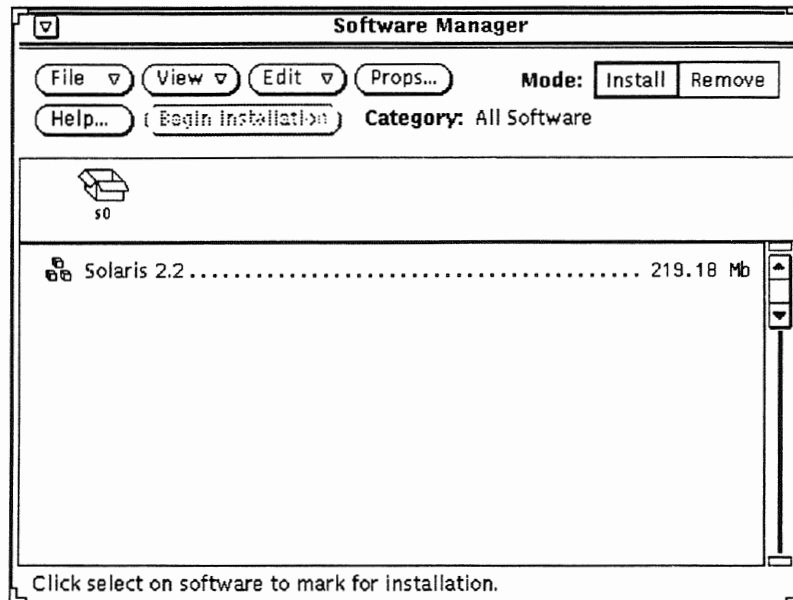 Software Manager
File View Edit Props... Mode: Install Remove
Help... Begin Installation Category: All Software
s0
Solaris 2.2......................................... 219.18 Mb
Click select on software to mark for installation.